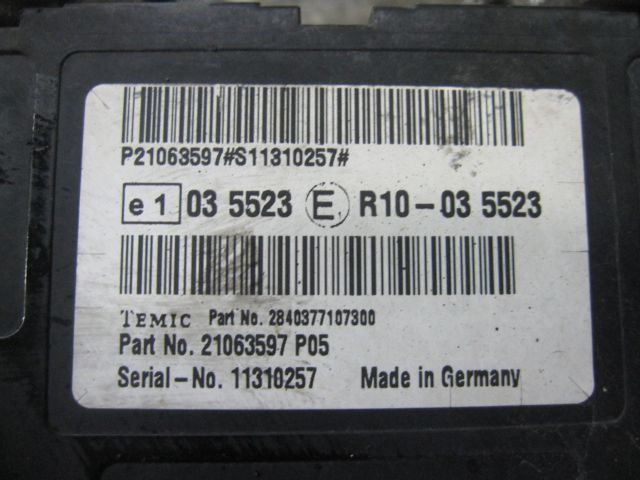 P21063597#S11310257#
e1 03 5523 E R10-03 5523
TEMIC Part No. 2840377107300
Part No. 21063597 P05
Serial-No. 11310257 Made in Germany